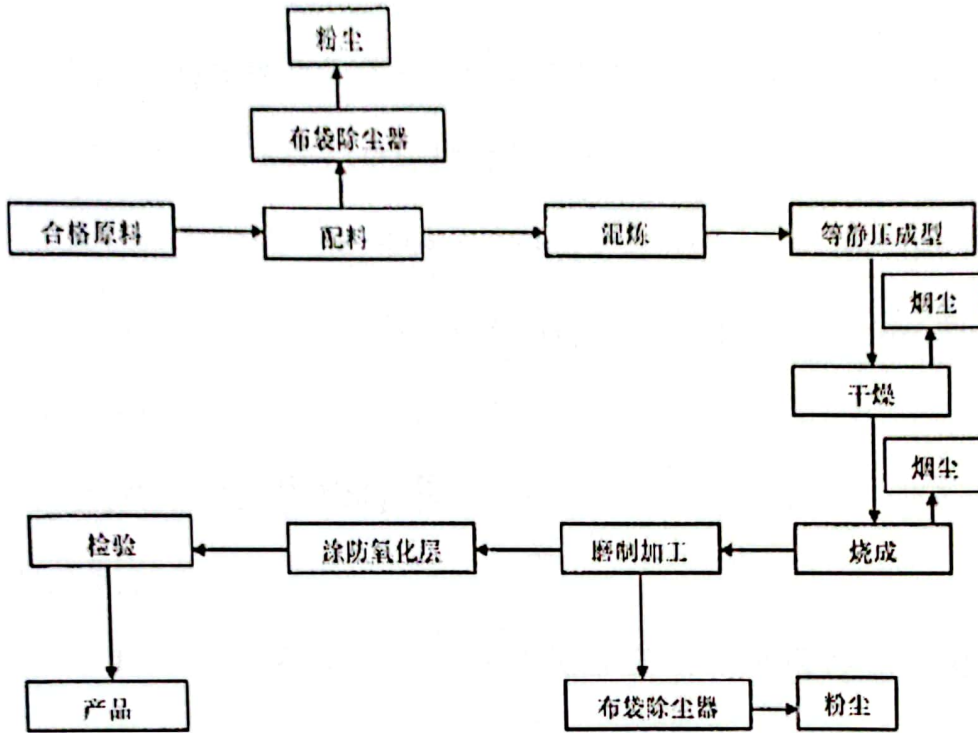 粉尘
布袋除尘器
合格原料
配料
混炼
等静压成型
烟尘
干燥
烟尘
检验
涂防氧化层
磨制加工
烧成
产品
布袋除尘器
粉尘